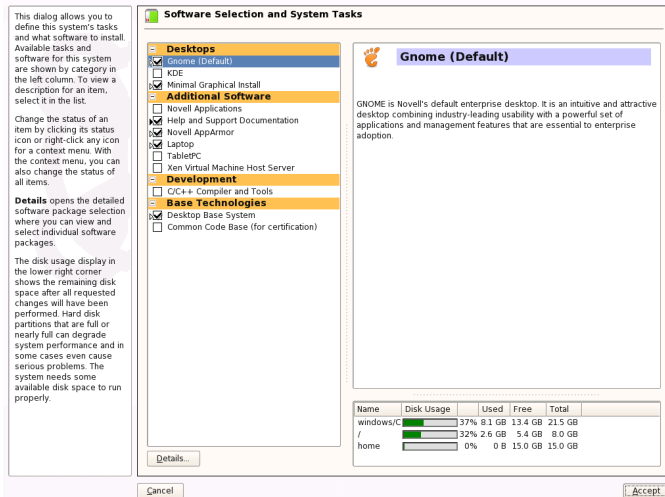 This dialog allows you to
define this system's tasks
and what software to install.
Available tasks and
software for this system
are shown by category in
the left column. To view a
description for an item,
select it in the list.
Change the status of an
item by clicking its status
icon or right-click any icon
for a context menu. With
the context menu, you can
also change the status of
all items.
Details opens the detailed
software package selection
where you can view and
select individual software
packages.
The disk usage display in
the lower right corner
shows the remaining disk
space after all requested
changes will have been
performed. Hard disk
partitions that are full or
nearly full can degrade
system performance and in
some cases even cause
serious problems. The
system needs some
available disk space to run
properly.
Software Selection and System Tasks
Desktops
Gnome (Default)
KDE
Minimal Graphical Install
Additional Software
Novell Applications
Help and Support Documentation
Novell AppArmor
Laptop
TabletPC
Xen Virtual Machine Host Server
Development
C/C++ Compiler and Tools
Base Technologies
Desktop Base System
Common Code Base (for certification)
Details...
Gnome (Default)
GNOME is Novell's default enterprise desktop. It is an intuitive and attractive
desktop combining industry-leading usability with a powerful set of
applications and management features that are essential to enterprise
adoption.
Name Disk Usage Used Free Total
windows/C 37% 8.1 GB 13.4 GB 21.5 GB
/ 32% 2.6 GB 5.4 GB 8.0 GB
home 0% 0 B 15.0 GB 15.0 GB
Cancel
Accept